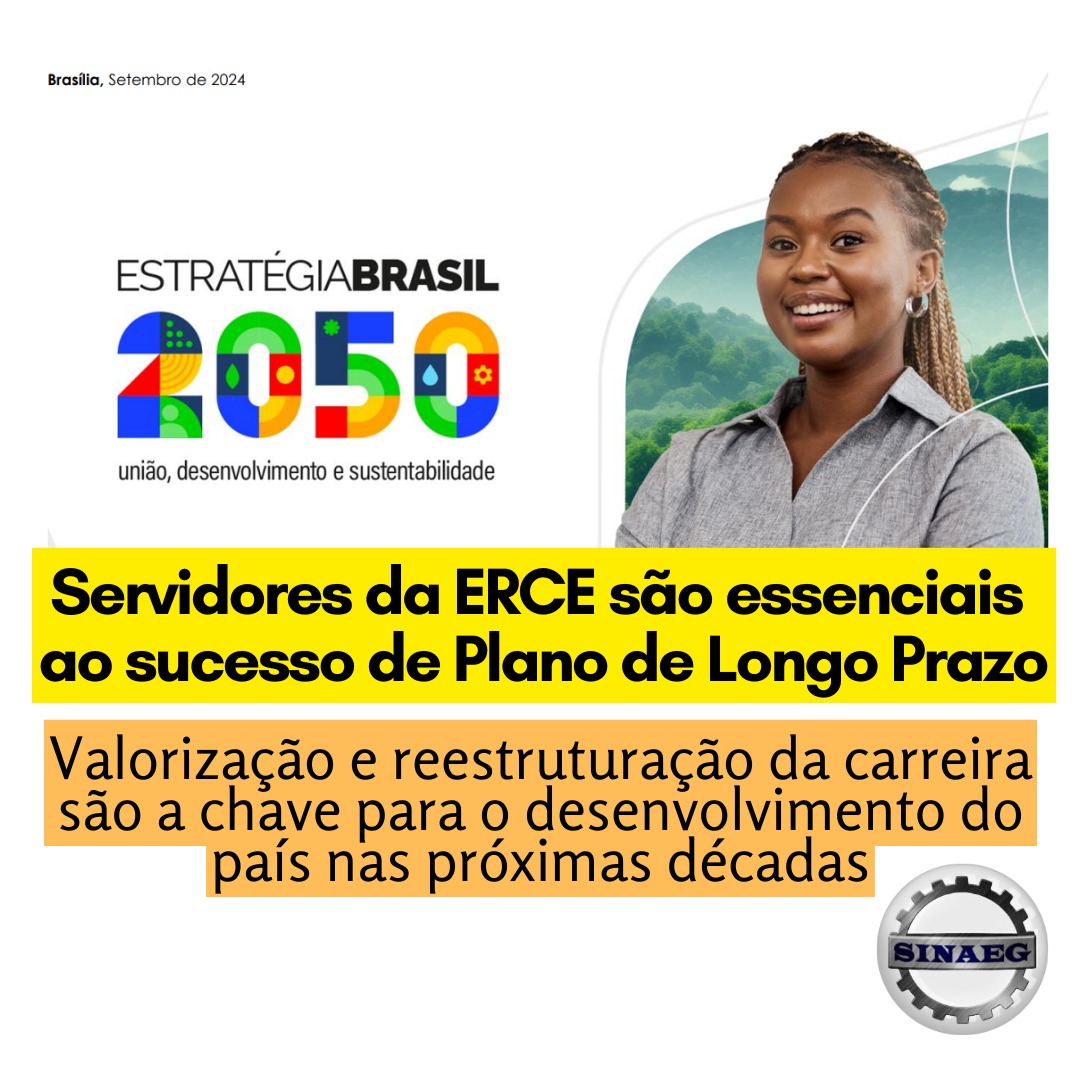 Brasília, Setembro de 2024
ESTRATÉGIABRASIL
2050
união, desenvolvimento e sustentabilidade
Servidores da ERCE são essenciais
ao sucesso de Plano de Longo Prazo
Valorização e reestruturação da carreira
são a chave para o desenvolvimento do
país nas próximas décadas
SINAEG